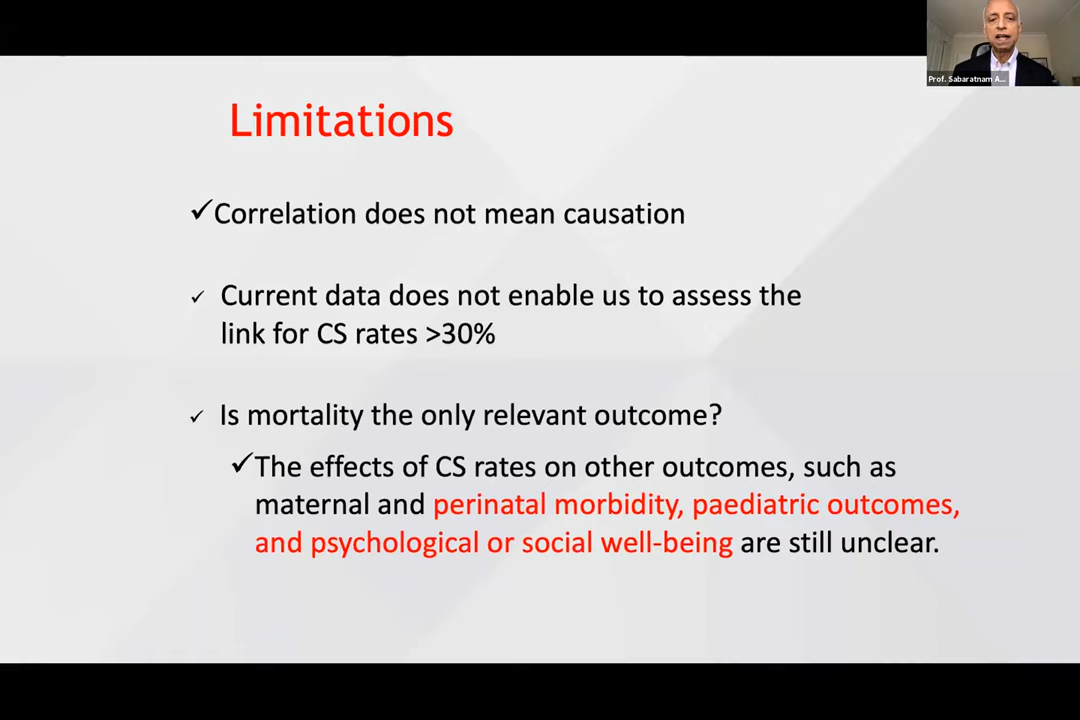 Prof. Sabaratnam A...
Limitations
✓Correlation does not mean causation
✓ Current data does not enable us to assess the
link for CS rates >30%
✓ Is mortality the only relevant outcome?
✓The effects of CS rates on other outcomes, such as
maternal and perinatal morbidity, paediatric outcomes,
and psychological or social well-being are still unclear.